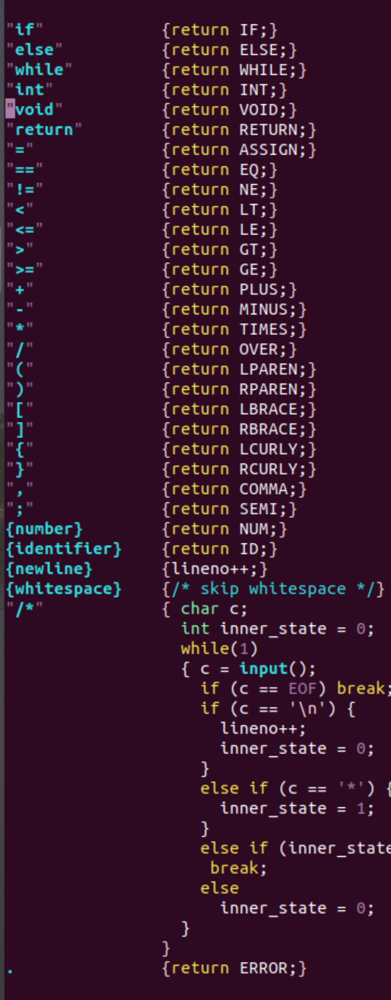 "if"            {return IF;}
"else"          {return ELSE;}
"while"         {return WHILE;}
"int"           {return INT;}
"void"          {return VOID;}
"return"        {return RETURN;}
"="             {return ASSIGN;}
"=="            {return EQ;}
"!="            {return NE;}
"<"             {return LT;}
"<="            {return LE;}
">"             {return GT;}
">="            {return GE;}
"+"             {return PLUS;}
"-"             {return MINUS;}
"*"             {return TIMES;}
"/"             {return OVER;}
"("             {return LPAREN;}
")"             {return RPAREN;}
"["             {return LBRACE;}
"]"             {return RBRACE;}
"{"             {return LCURLY;}
"}"             {return RCURLY;}
","             {return COMMA;}
";"             {return SEMI;}
{number}        {return NUM;}
{identifier}    {return ID;}
{newline}       {lineno++;}
{whitespace}    {/* skip whitespace */}
"/*"            { char c;
                  int inner_state = 0;
                  while(1)
                  { c = input();
                    if (c == EOF) break;
                    if (c == '\n') {
                      lineno++;
                      inner_state = 0;
                    }
                    else if (c == '*') {
                      inner_state = 1;
                    }
                    else if (inner_state
                     break;
                    else
                      inner_state = 0;
                  }
                }
.               {return ERROR;}